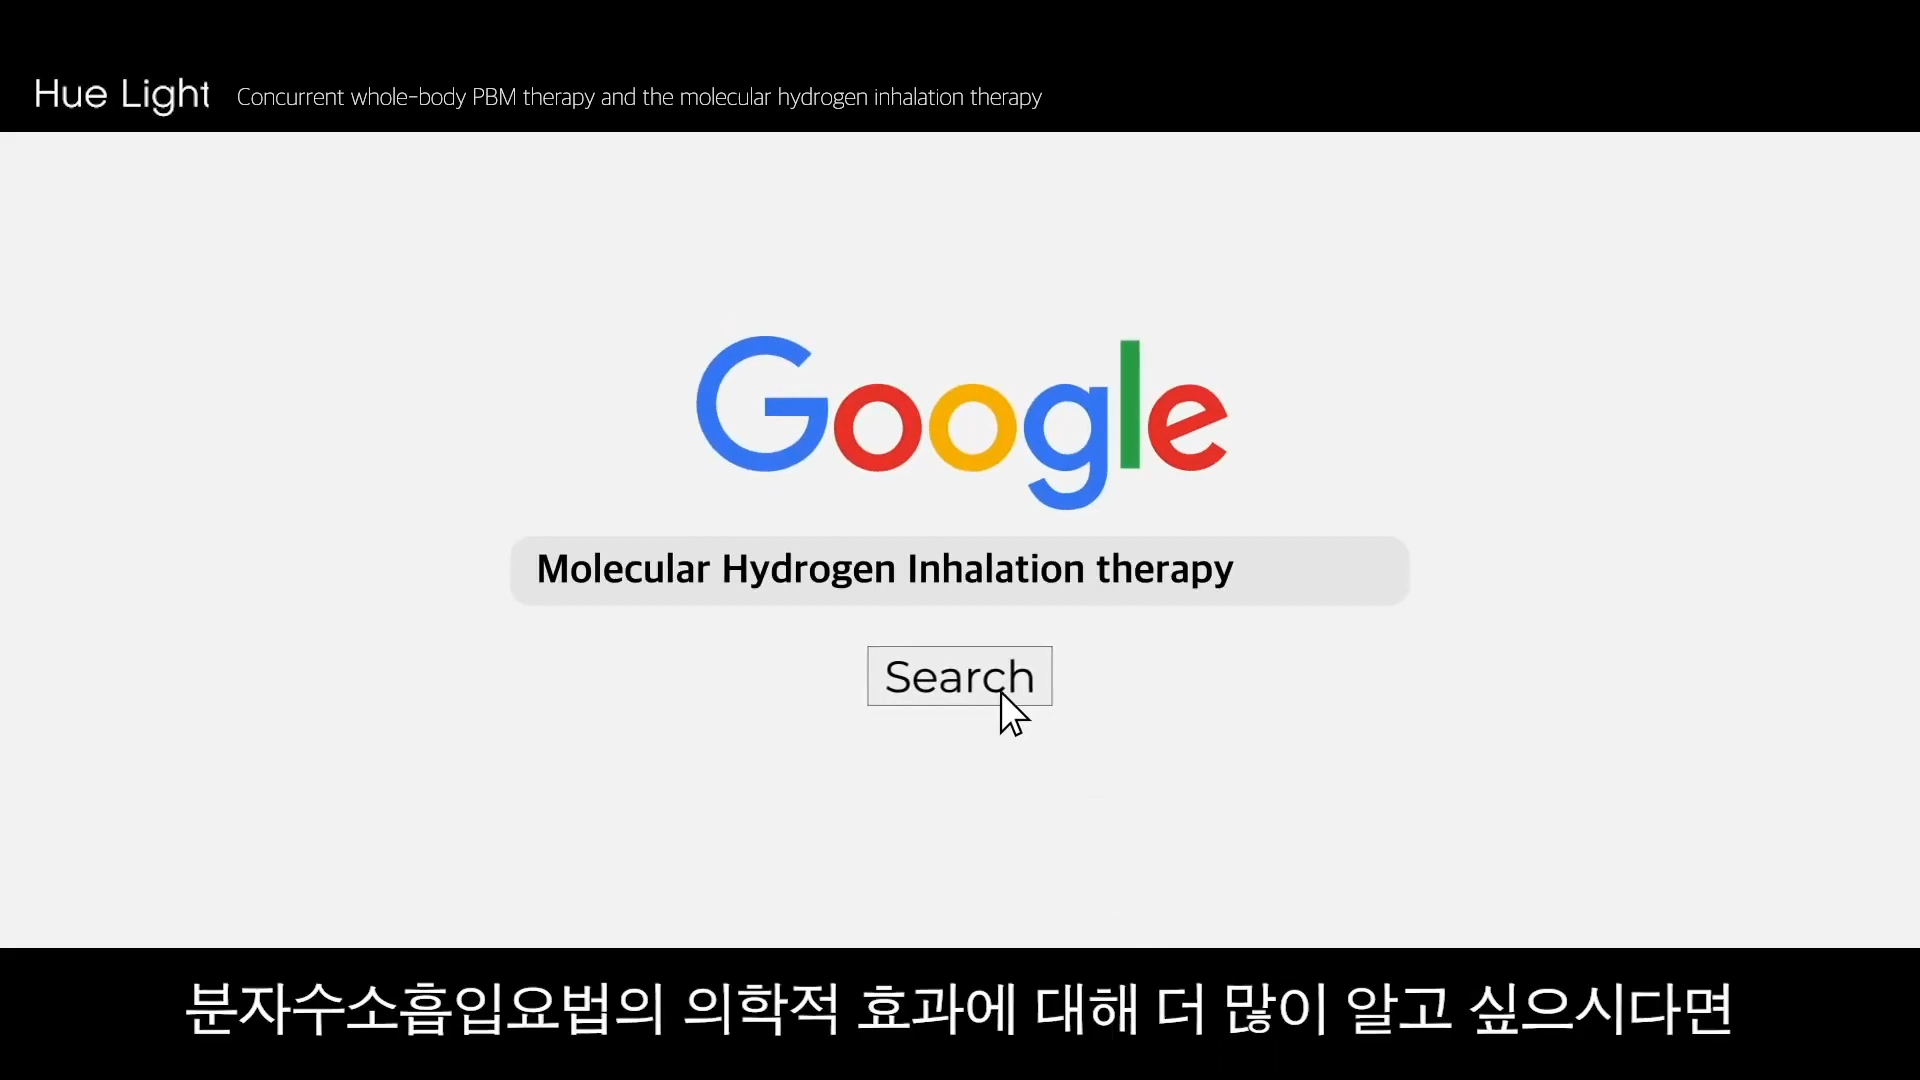 Hue Light Concurrent whole-body PBM therapy and the molecular hydrogen inhalation therapy
Google
Molecular Hydrogen Inhalation therapy
Search
분자수소흡입요법의 의학적 효과에 대해 더 많이 알고 싶으시다면